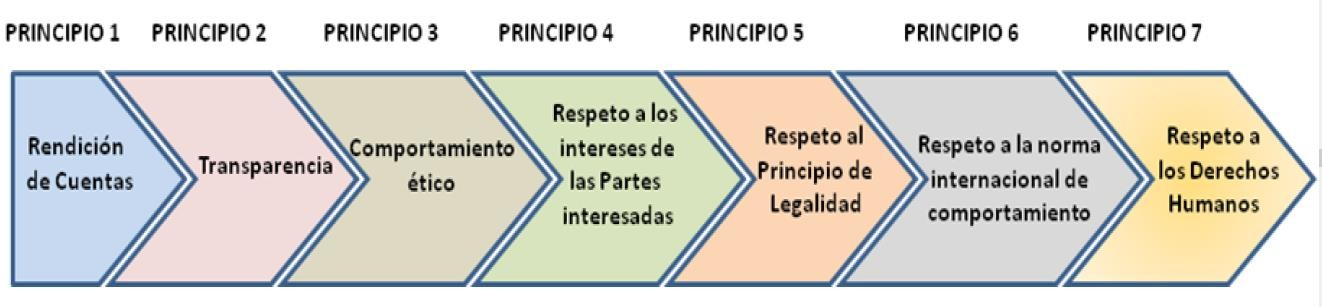 PRINCIPIO 1 PRINCIPIO 2 PRINCIPIO 3 PRINCIPIO 4 PRINCIPIO 5 PRINCIPIO 6 PRINCIPIO 7
Rendición
de Cuentas
Transparencia
Comportamiento
ético
Respeto a los
intereses de
las Partes
interesadas
Respeto al
Principio de
Legalidad
Respeto a la norma
internacional de
comportamiento
Respeto a
los Derechos
Humanos